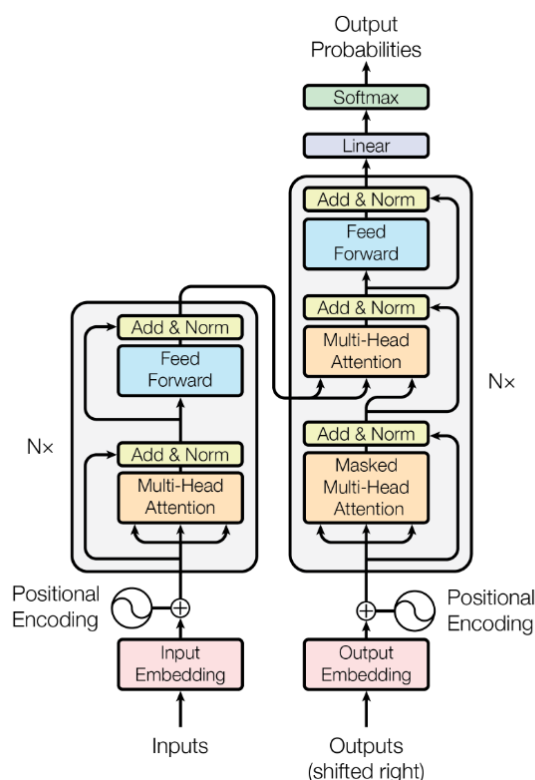 Output
Probabilities
Softmax
Linear
Add & Norm
Feed
Forward
Add & Norm
Multi-Head
Attention
Nx
Add & Norm
Masked
Multi-Head
Attention
Add & Norm
Feed
Forward
Nx
Add & Norm
Multi-Head
Attention
Positional
Encoding
Positional
Encoding
Input
Embedding
Output
Embedding
Inputs
Outputs
(shifted right)